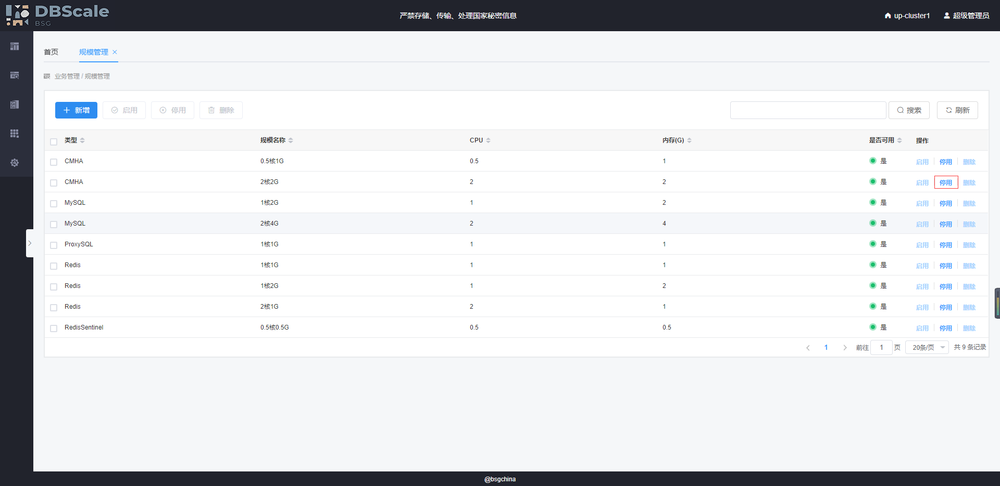 DBScale
BSG
严禁存储、传输、处理国家秘密信息
up-cluster1
超级管理员
首页
规模管理
业务管理 / 规模管理
新增 启用 停用 删除
搜索 刷新
类型 规模名称 CPU 内存(G) 是否可用 操作
CMHA 0.5核1G 0.5 1 是 启用 停用 删除
CMHA 2核2G 2 2 是 启用 停用 删除
MySQL 1核2G 1 2 是 启用 停用 删除
MySQL 2核4G 2 4 是 启用 停用 删除
ProxySQL 1核1G 1 1 是 启用 停用 删除
Redis 1核1G 1 1 是 启用 停用 删除
Redis 1核2G 1 2 是 启用 停用 删除
Redis 2核1G 2 1 是 启用 停用 删除
RedisSentinel 0.5核0.5G 0.5 0.5 是 启用 停用 删除
1 前往 1 页 20条/页 共 9 条记录
@bsgchina